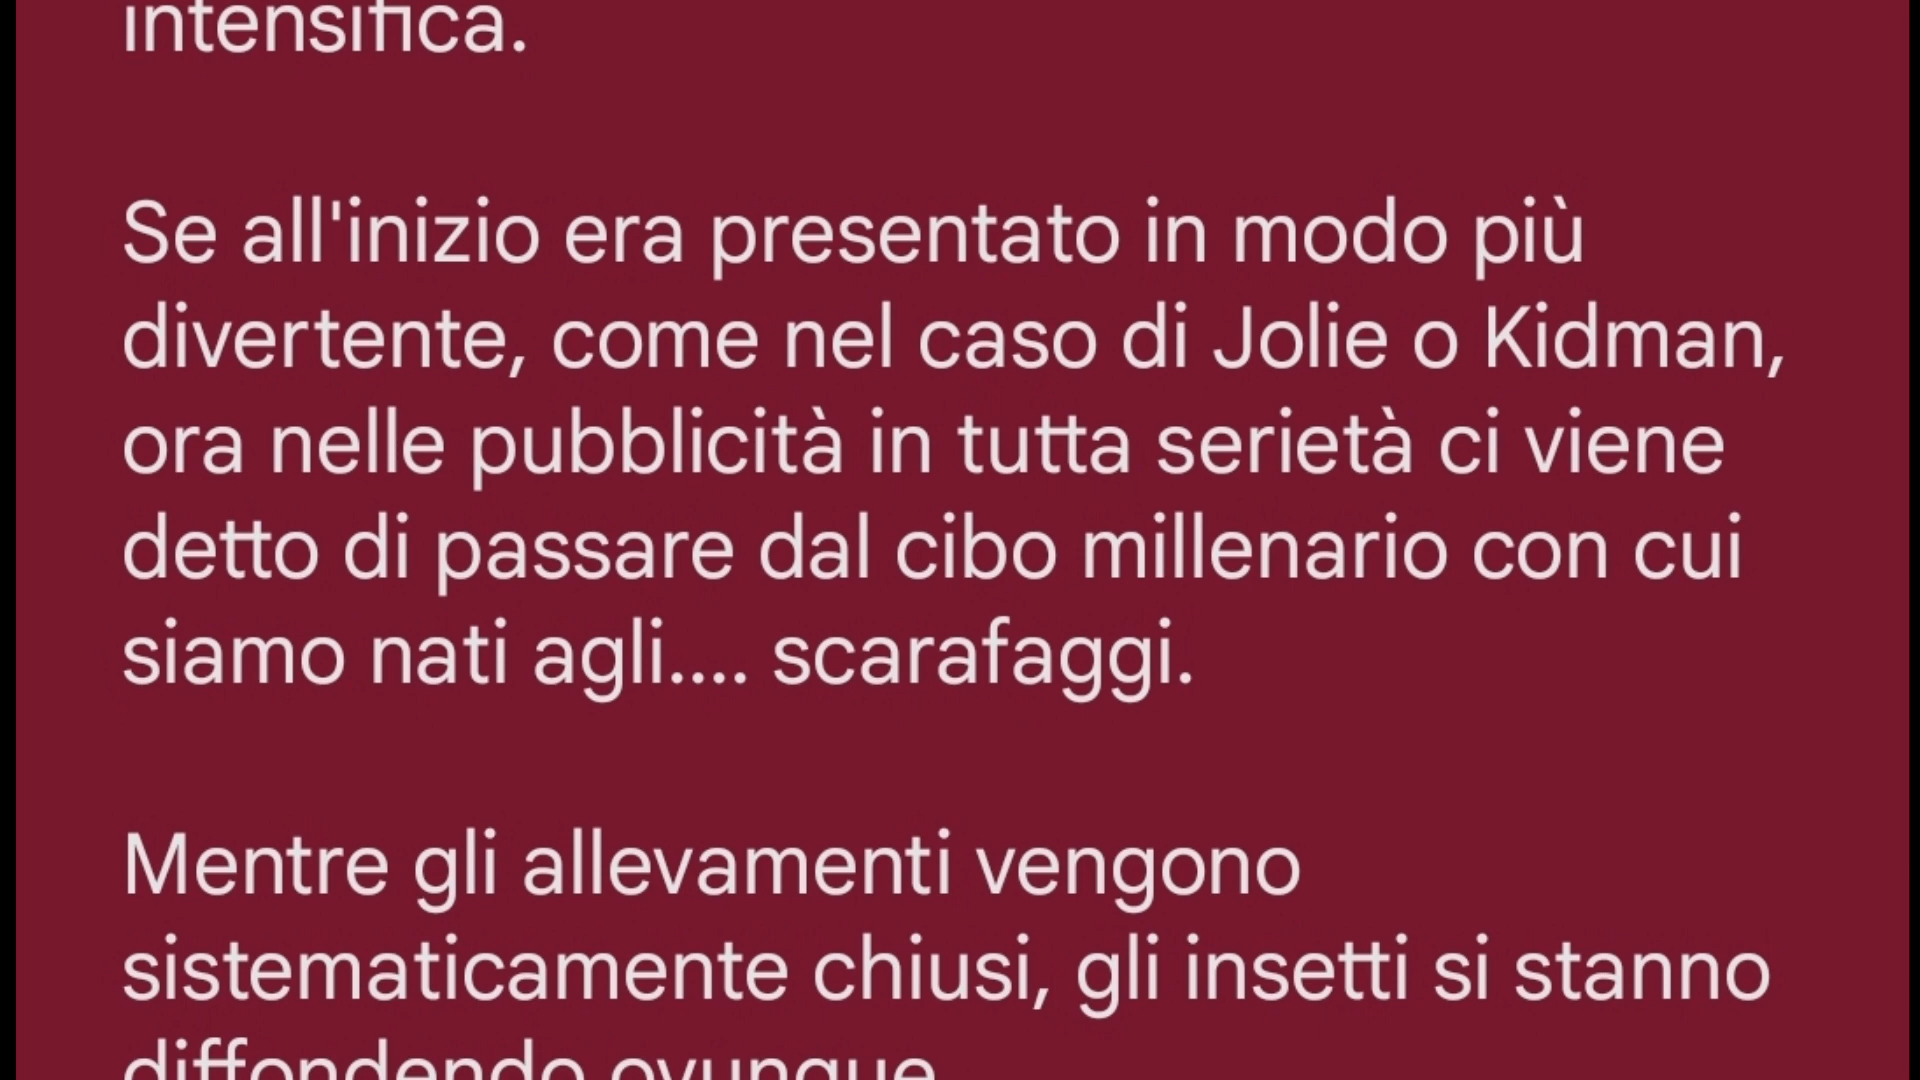 intensifica.
Se all'inizio era presentato in modo più
divertente, come nel caso di Jolie o Kidman,
ora nelle pubblicità in tutta serietà ci viene
detto di passare dal cibo millenario con cui
siamo nati agli.... scarafaggi.
Mentre gli allevamenti vengono
sistematicamente chiusi, gli insetti si stanno
diffondendo ovunque